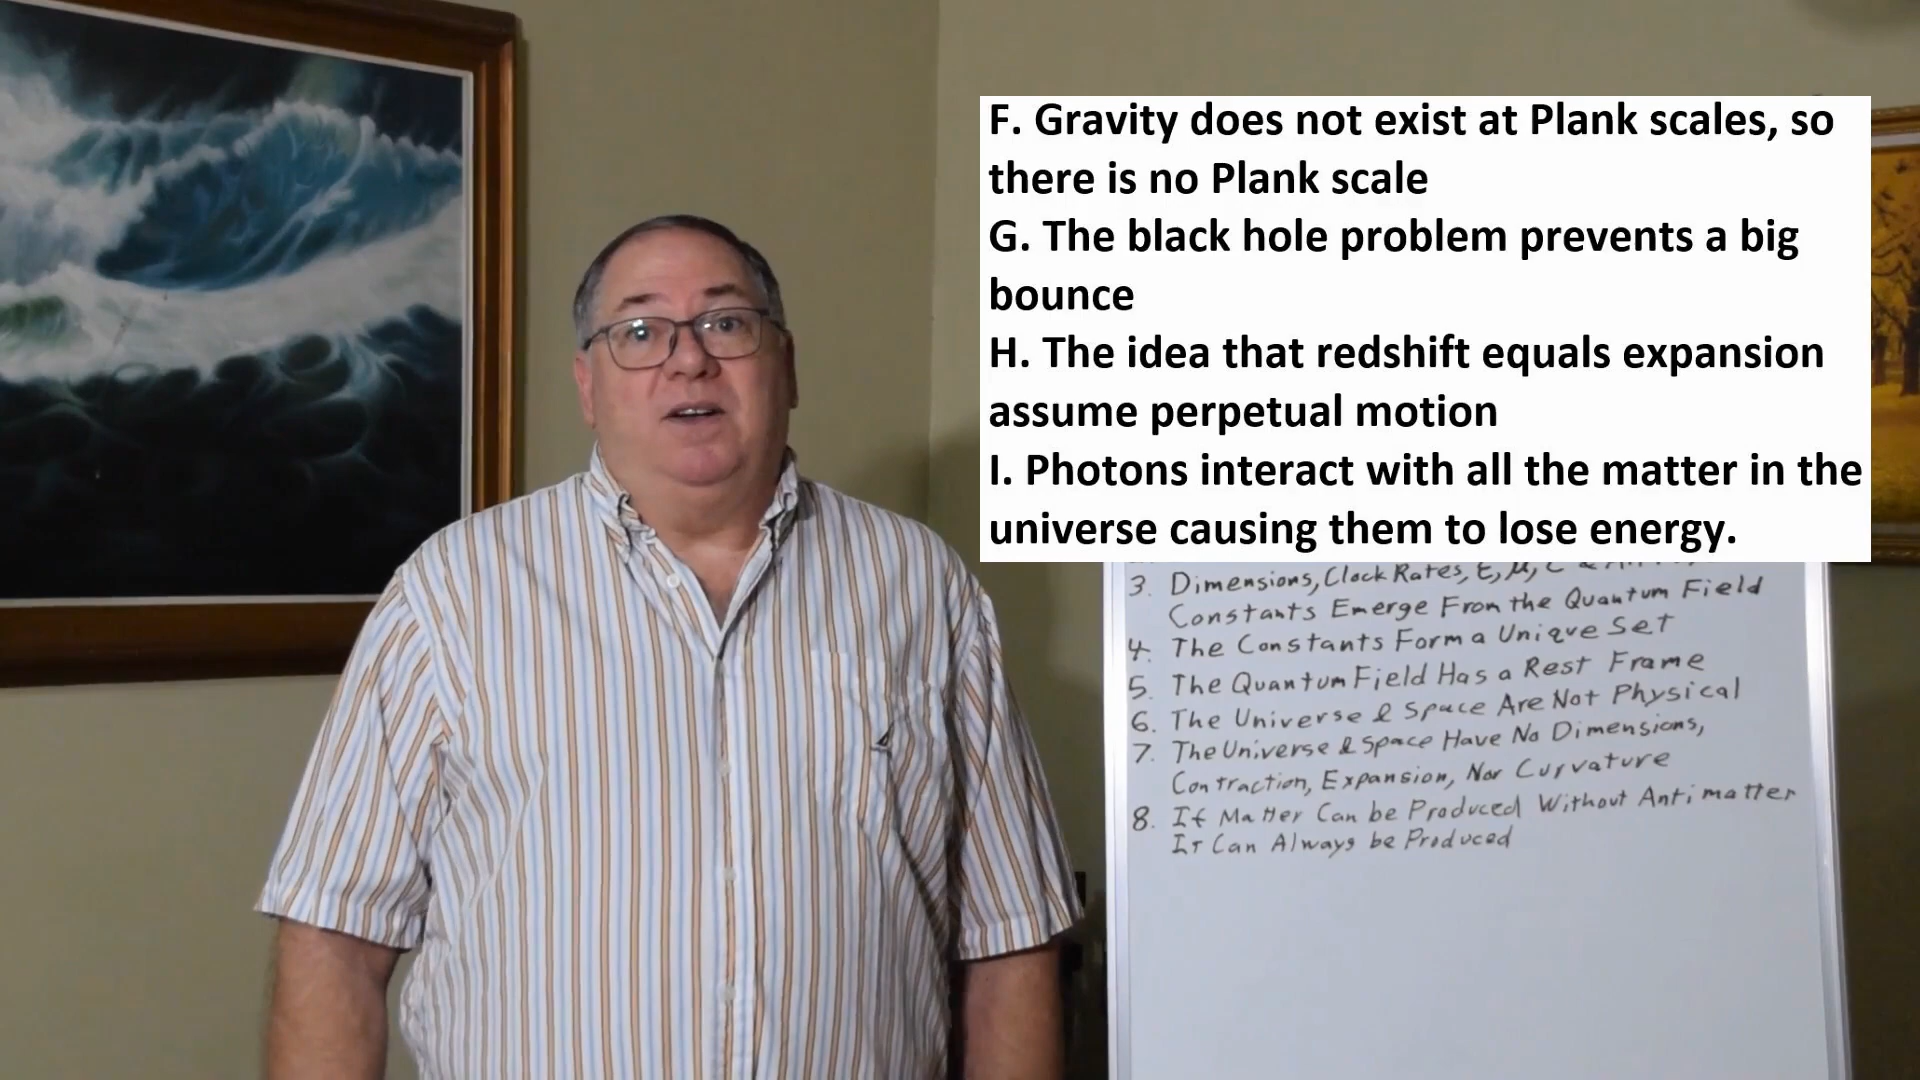 F. Gravity does not exist at Plank scales, so
there is no Plank scale
G. The black hole problem prevents a big
bounce
H. The idea that redshift equals expansion
assume perpetual motion
I. Photons interact with all the matter in the
universe causing them to lose energy.
3. Dimensions, Clock Rates, ε, μ, C &
Constants Emerge From the Quantum Field
4. The Constants Form a Unique Set
5. The Quantum Field Has a Rest Frame
6. The Universe & Space Are Not Physical
7. The Universe & Space Have No Dimensions,
Contraction, Expansion, Nor Curvature
8. If Matter Can be Produced Without Antimatter
It Can Always be Produced